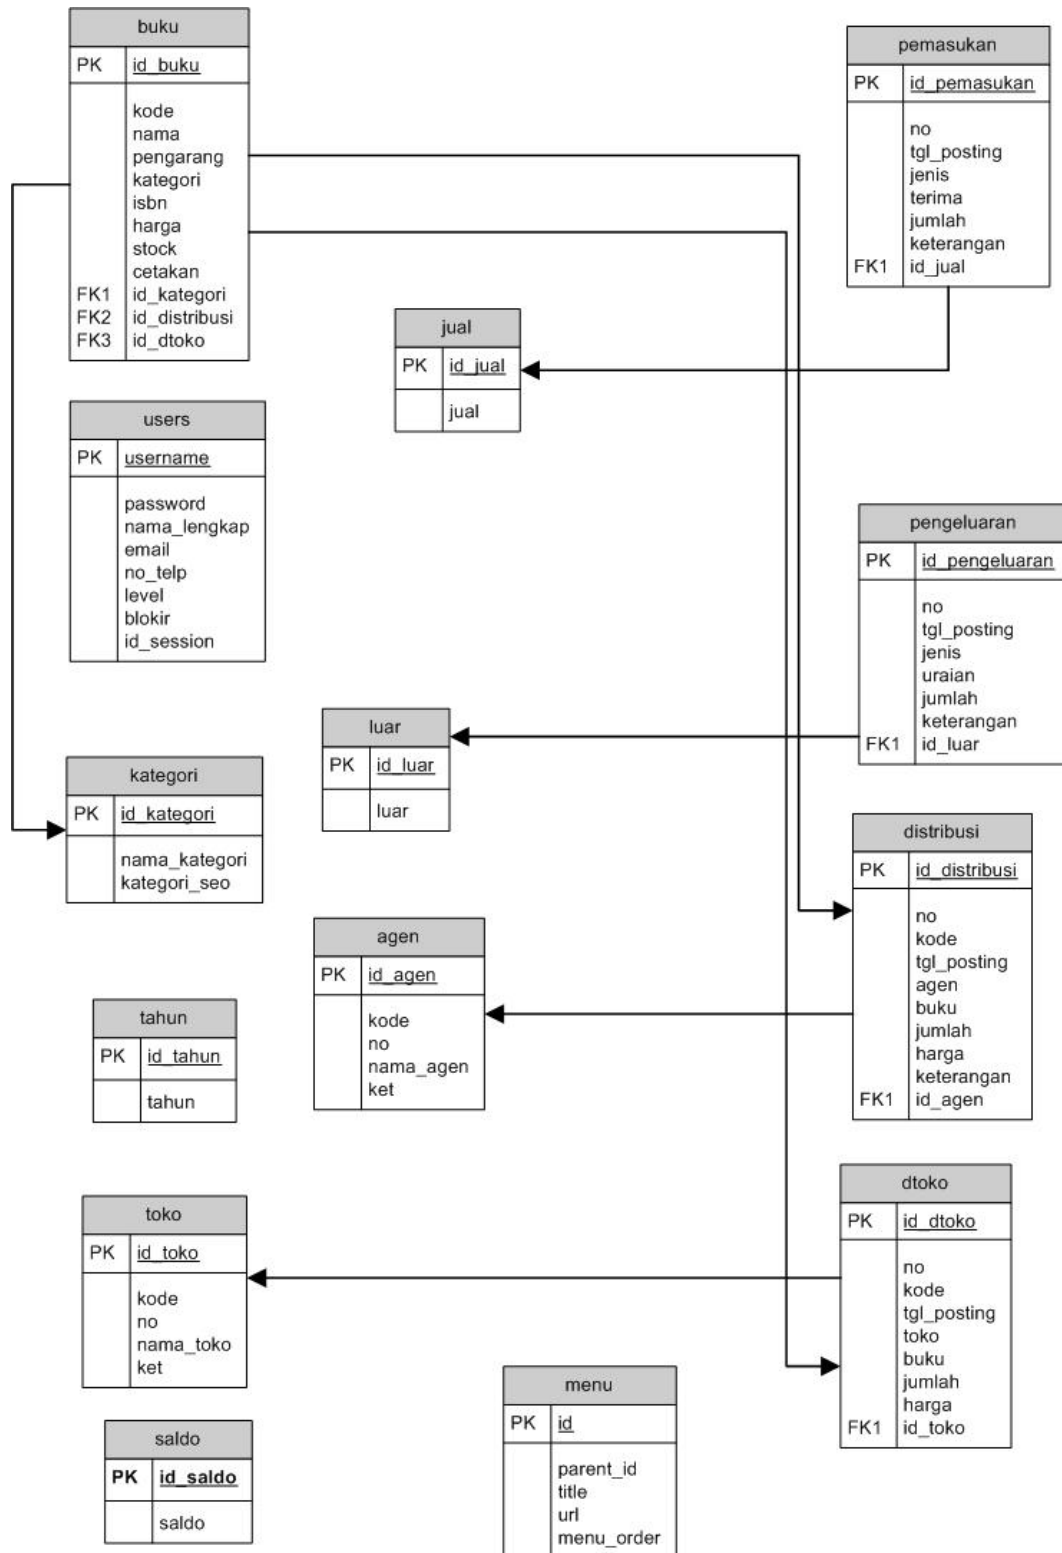 buku
PK id_buku
kode
nama
pengarang
kategori
isbn
harga
stock
cetakan
FK1 id_kategori
FK2 id_distribusi
FK3 id_dtoko
pemasukan
PK id_pemasukan
no
tgl_posting
jenis
terima
jumlah
keterangan
FK1 id_jual
jual
PK id_jual
jual
users
PK username
password
nama_lengkap
email
no_telp
level
blokir
id_session
pengeluaran
PK id_pengeluaran
no
tgl_posting
jenis
uraian
jumlah
keterangan
FK1 id_luar
luar
PK id_luar
luar
kategori
PK id_kategori
nama_kategori
kategori_seo
distribusi
PK id_distribusi
no
kode
tgl_posting
agen
buku
jumlah
harga
keterangan
FK1 id_agen
agen
PK id_agen
kode
no
nama_agen
ket
tahun
PK id_tahun
tahun
dtoko
PK id_dtoko
no
kode
tgl_posting
toko
buku
jumlah
harga
FK1 id_toko
toko
PK id_toko
kode
no
nama_toko
ket
menu
PK id
parent_id
title
url
menu_order
saldo
PK id_saldo
saldo